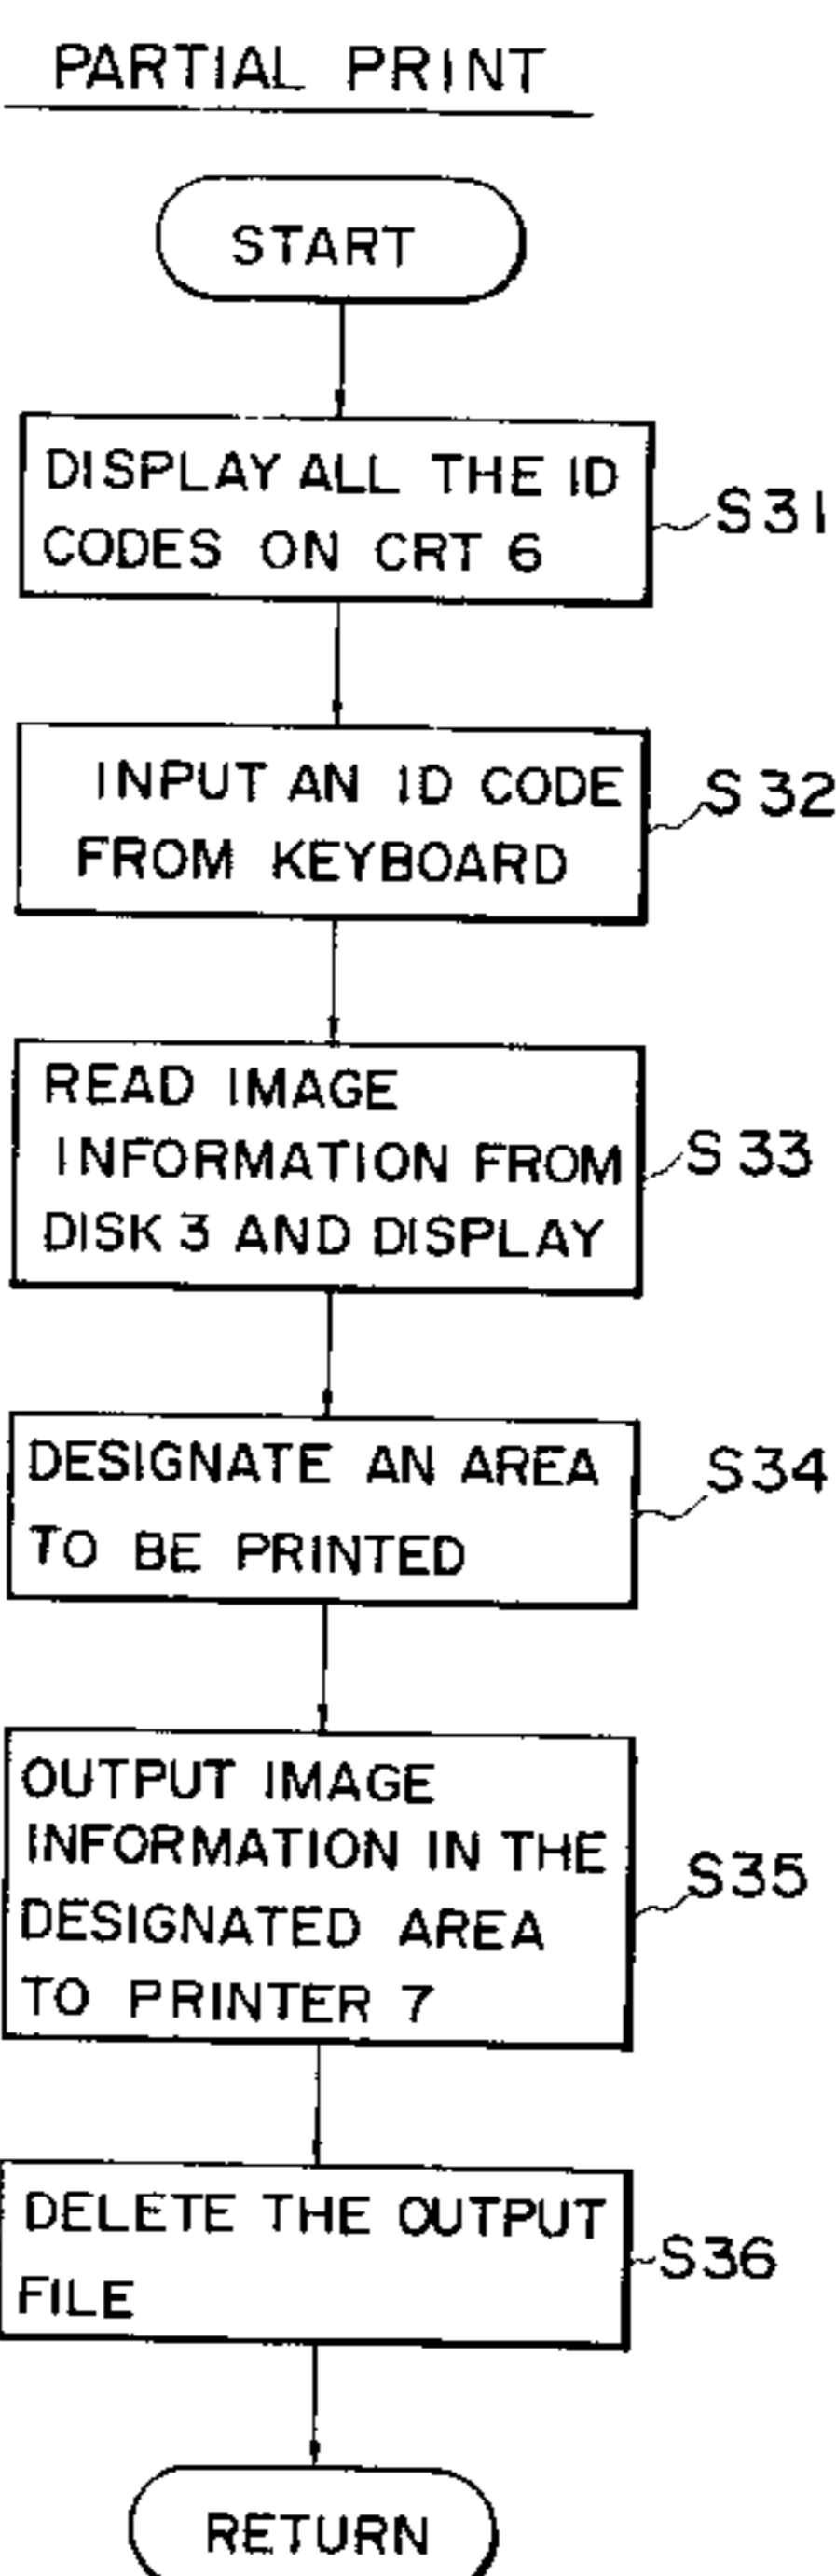 PARTIAL PRINT
START
DISPLAY ALL THE ID
CODES ON CRT 6
S31
INPUT AN ID CODE
FROM KEYBOARD
S32
READ IMAGE
INFORMATION FROM
DISK 3 AND DISPLAY
S33
DESIGNATE AN AREA
TO BE PRINTED
S34
OUTPUT IMAGE
INFORMATION IN THE
DESIGNATED AREA
TO PRINTER 7
S35
DELETE THE OUTPUT
FILE
S36
RETURN